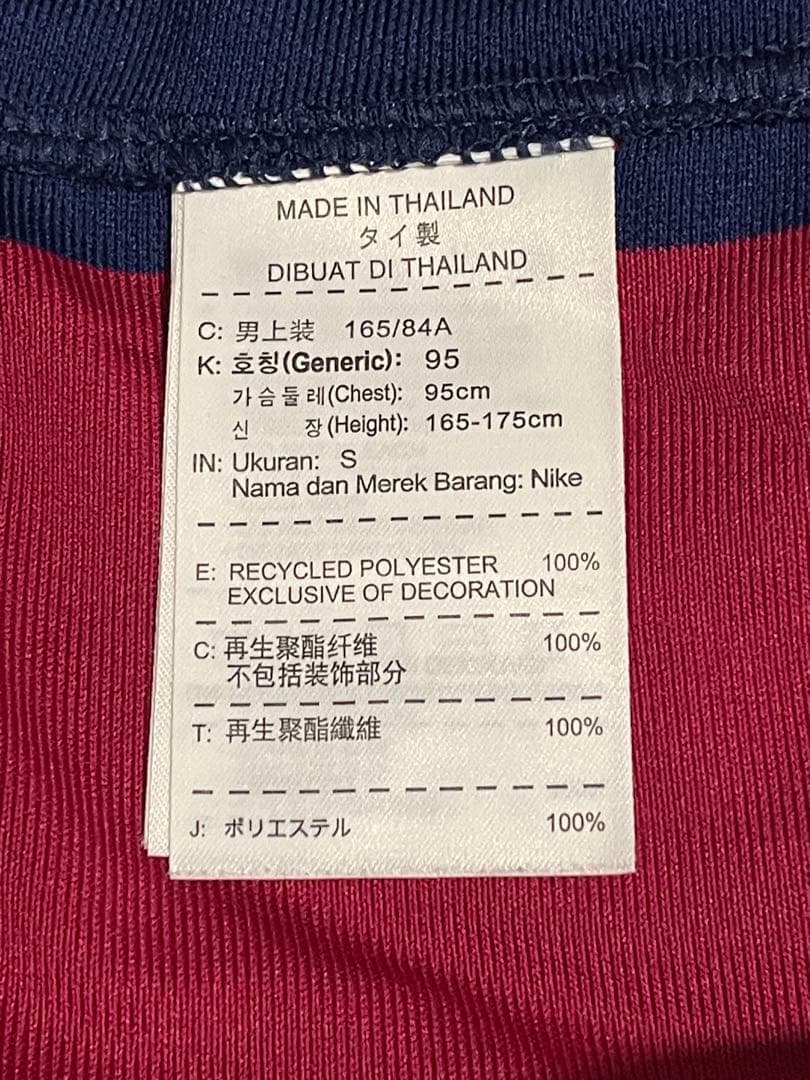 MADE IN THAILAND
タイ製
DIBUAT DI THAILAND
C: 男上装 165/84A
K: 호칭(Generic): 95
가슴둘레(Chest): 95cm
신 장(Height): 165-175cm
IN: Ukuran: S
Nama dan Merek Barang: Nike
E: RECYCLED POLYESTER 100%
EXCLUSIVE OF DECORATION
C: 再生聚酯纤维 100%
不包括装饰部分
T: 再生聚酯纖維 100%
J: ポリエステル 100%